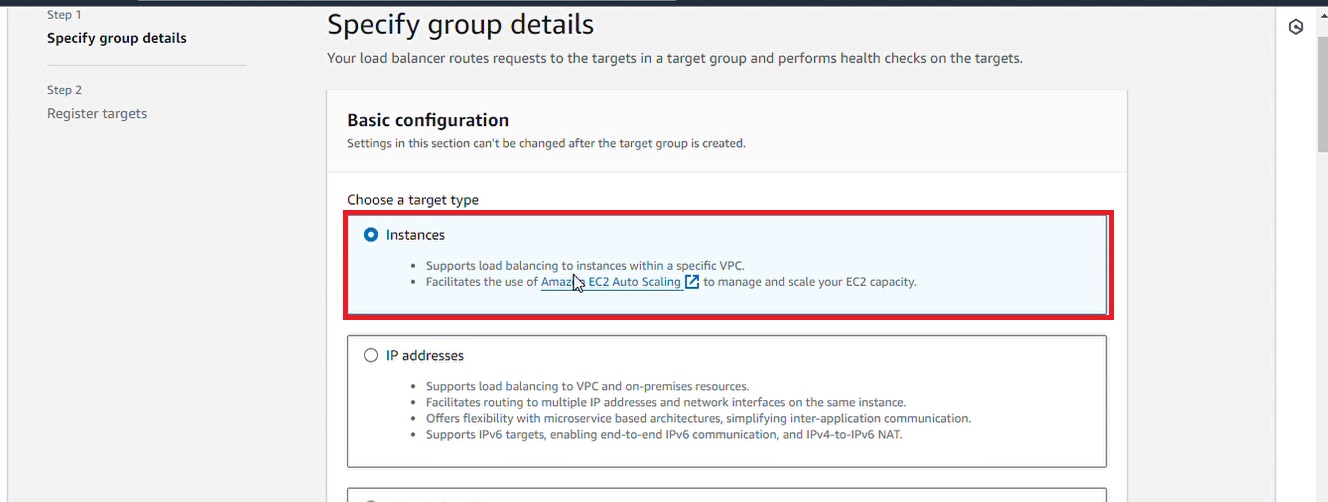 Step 1
Specify group details
Step 2
Register targets
Specify group details
Your load balancer routes requests to the targets in a target group and performs health checks on the targets.
Basic configuration
Settings in this section can't be changed after the target group is created.
Choose a target type
Instances
• Supports load balancing to instances within a specific VPC.
• Facilitates the use of Amazon EC2 Auto Scaling to manage and scale your EC2 capacity.
IP addresses
• Supports load balancing to VPC and on-premises resources.
• Facilitates routing to multiple IP addresses and network interfaces on the same instance.
• Offers flexibility with microservice based architectures, simplifying inter-application communication.
• Supports IPv6 targets, enabling end-to-end IPv6 communication, and IPv4-to-IPv6 NAT.